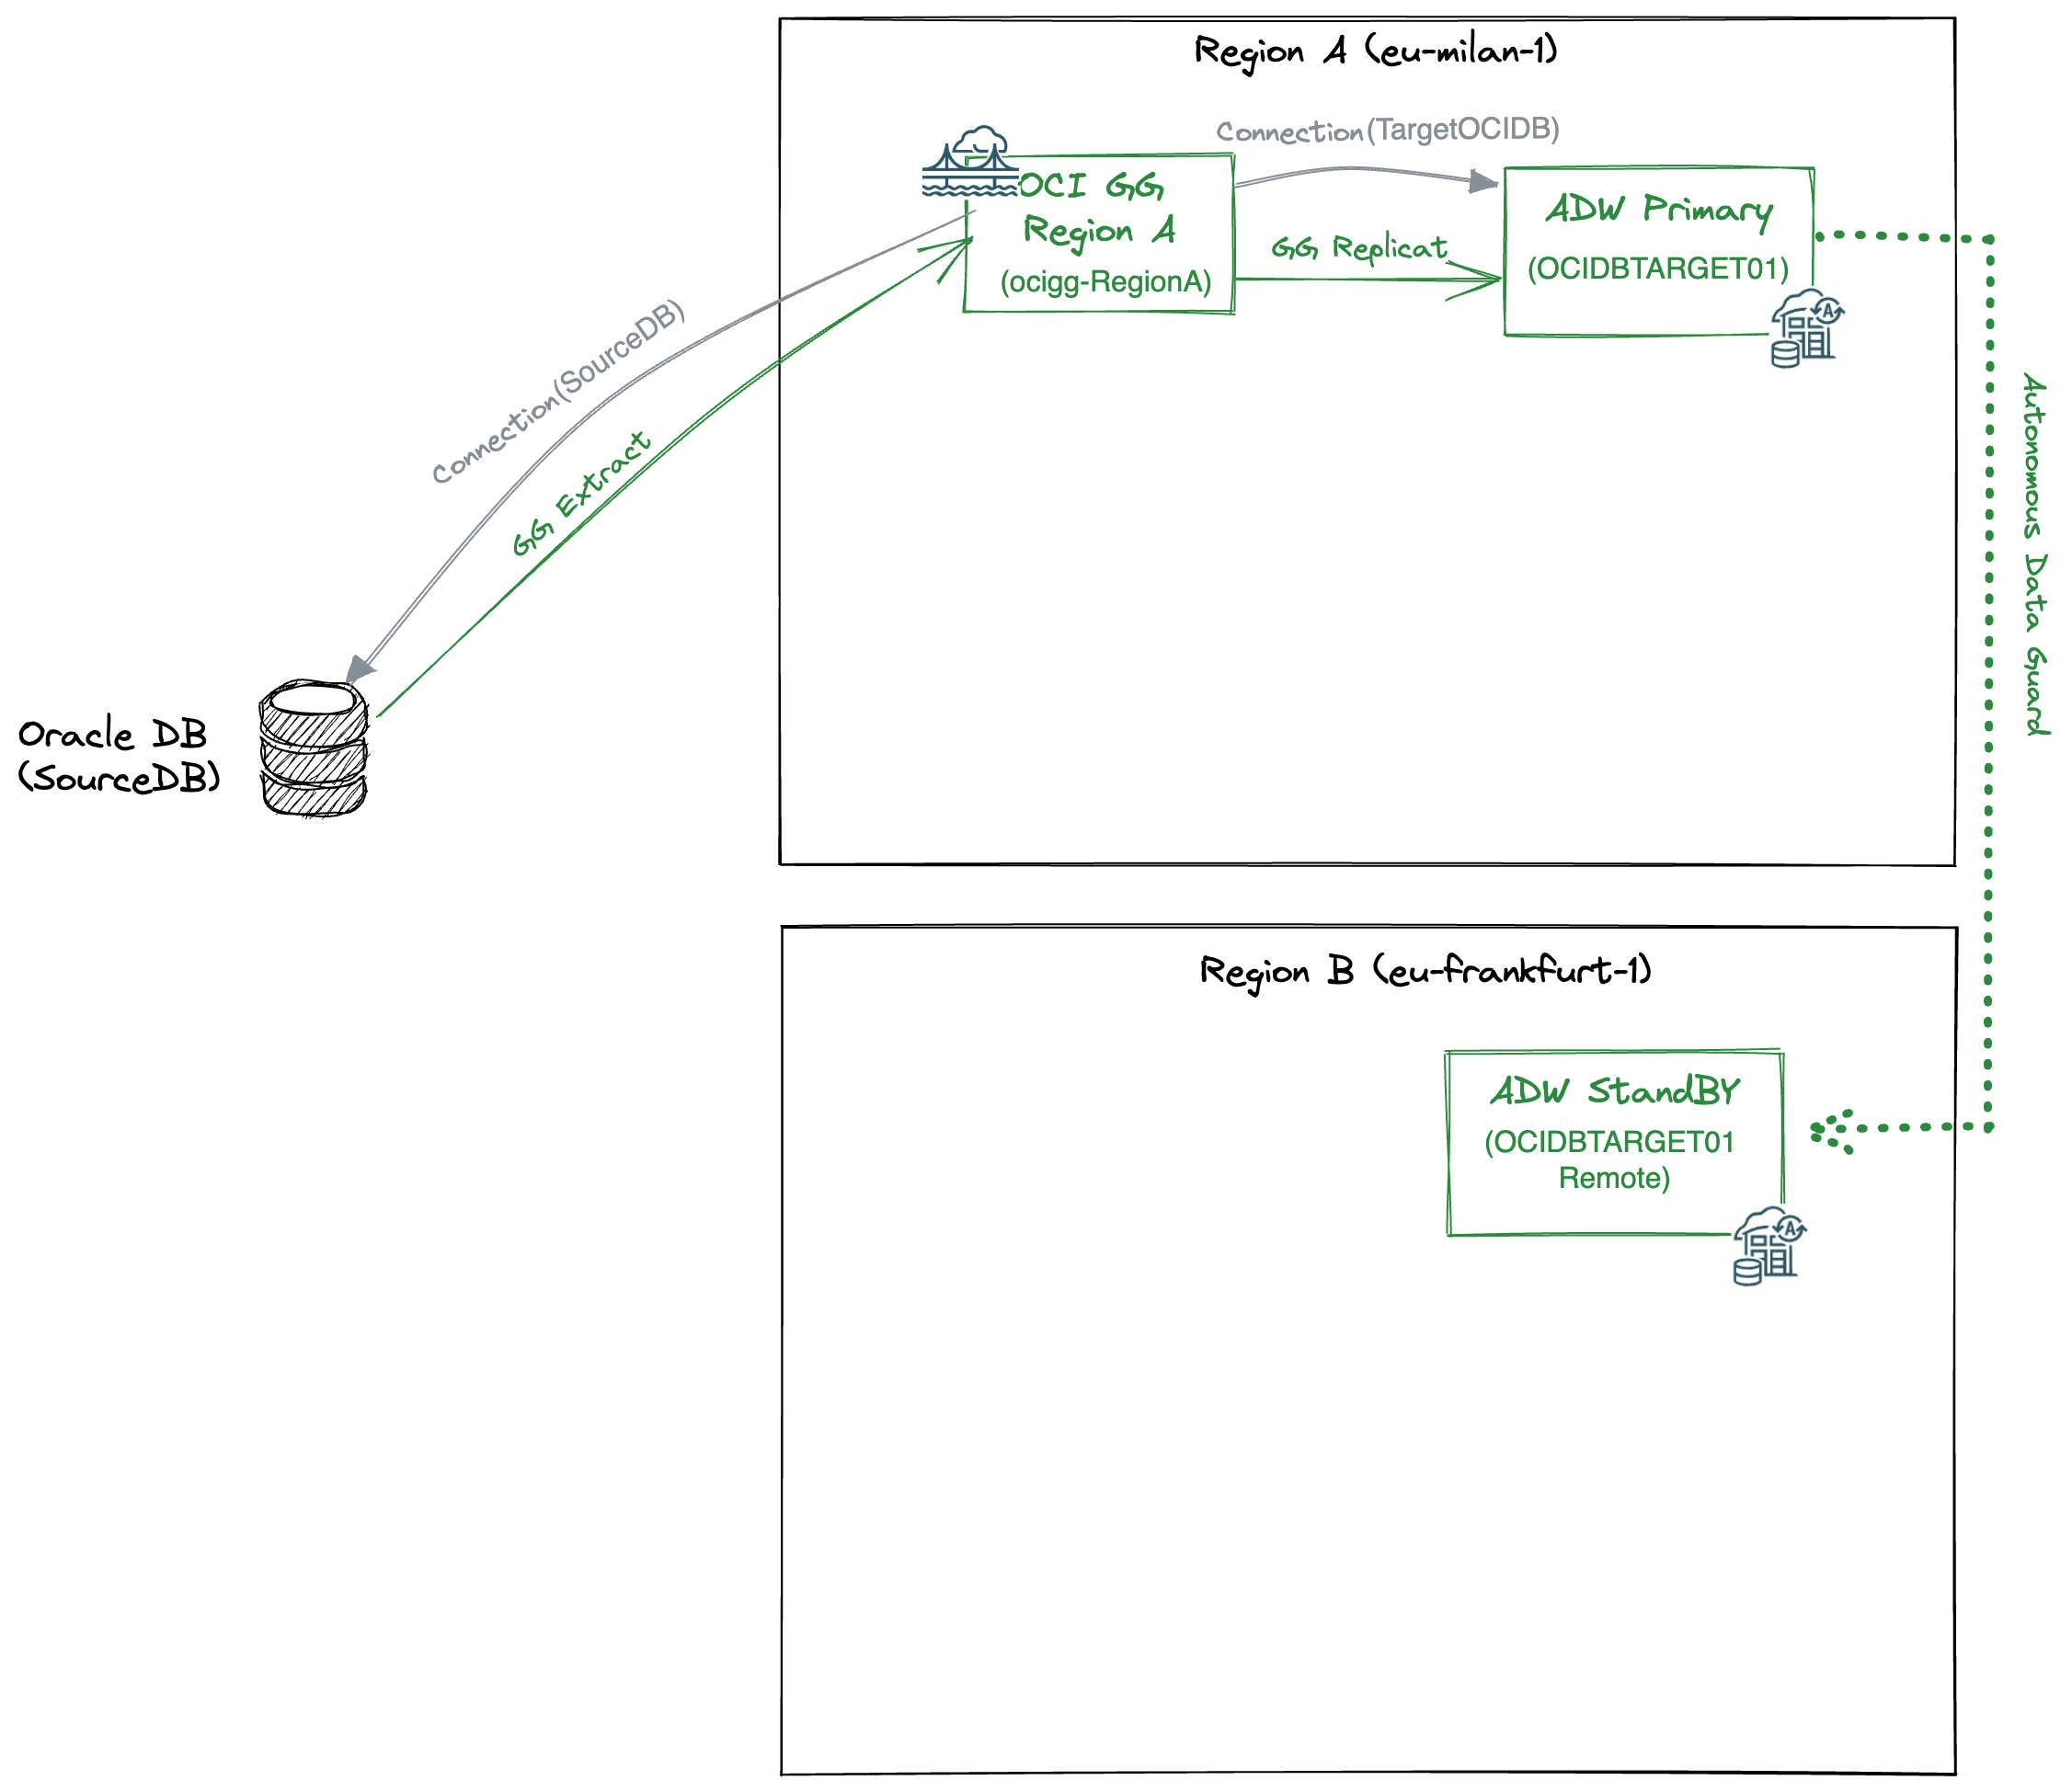 Region A (eu-milan-1)
Connection(TargetOCIDB)
OCI GG
Region A
(ocigg-RegionA)
GG Replicat
ADW Primary
(OCIDBTARGET01)
A
Connection(SourceDB)
GG Extract
Autonomous Data Guard
Oracle DB
(SourceDB)
Region B (eu-frankfurt-1)
ADW StandBY
(OCIDBTARGET01
Remote)
A